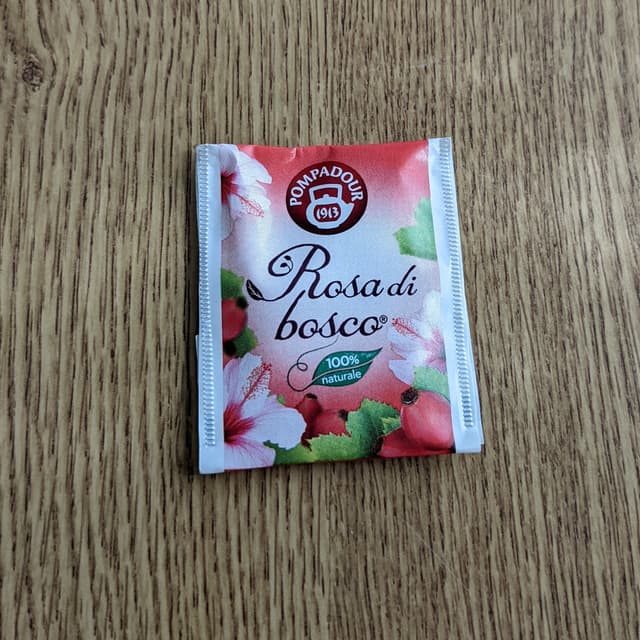 POMPADOUR
1913
Rosa di
bosco®
100%
naturale